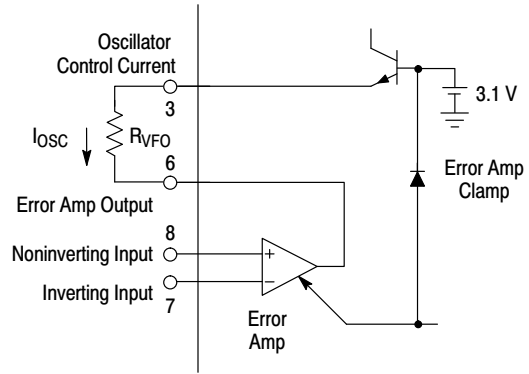 Oscillator
Control Current
3
3.1 V
IOSC
RVFO
6
Error Amp Output
Error Amp
Clamp
8
Noninverting Input
+
Inverting Input
−
7
Error
Amp